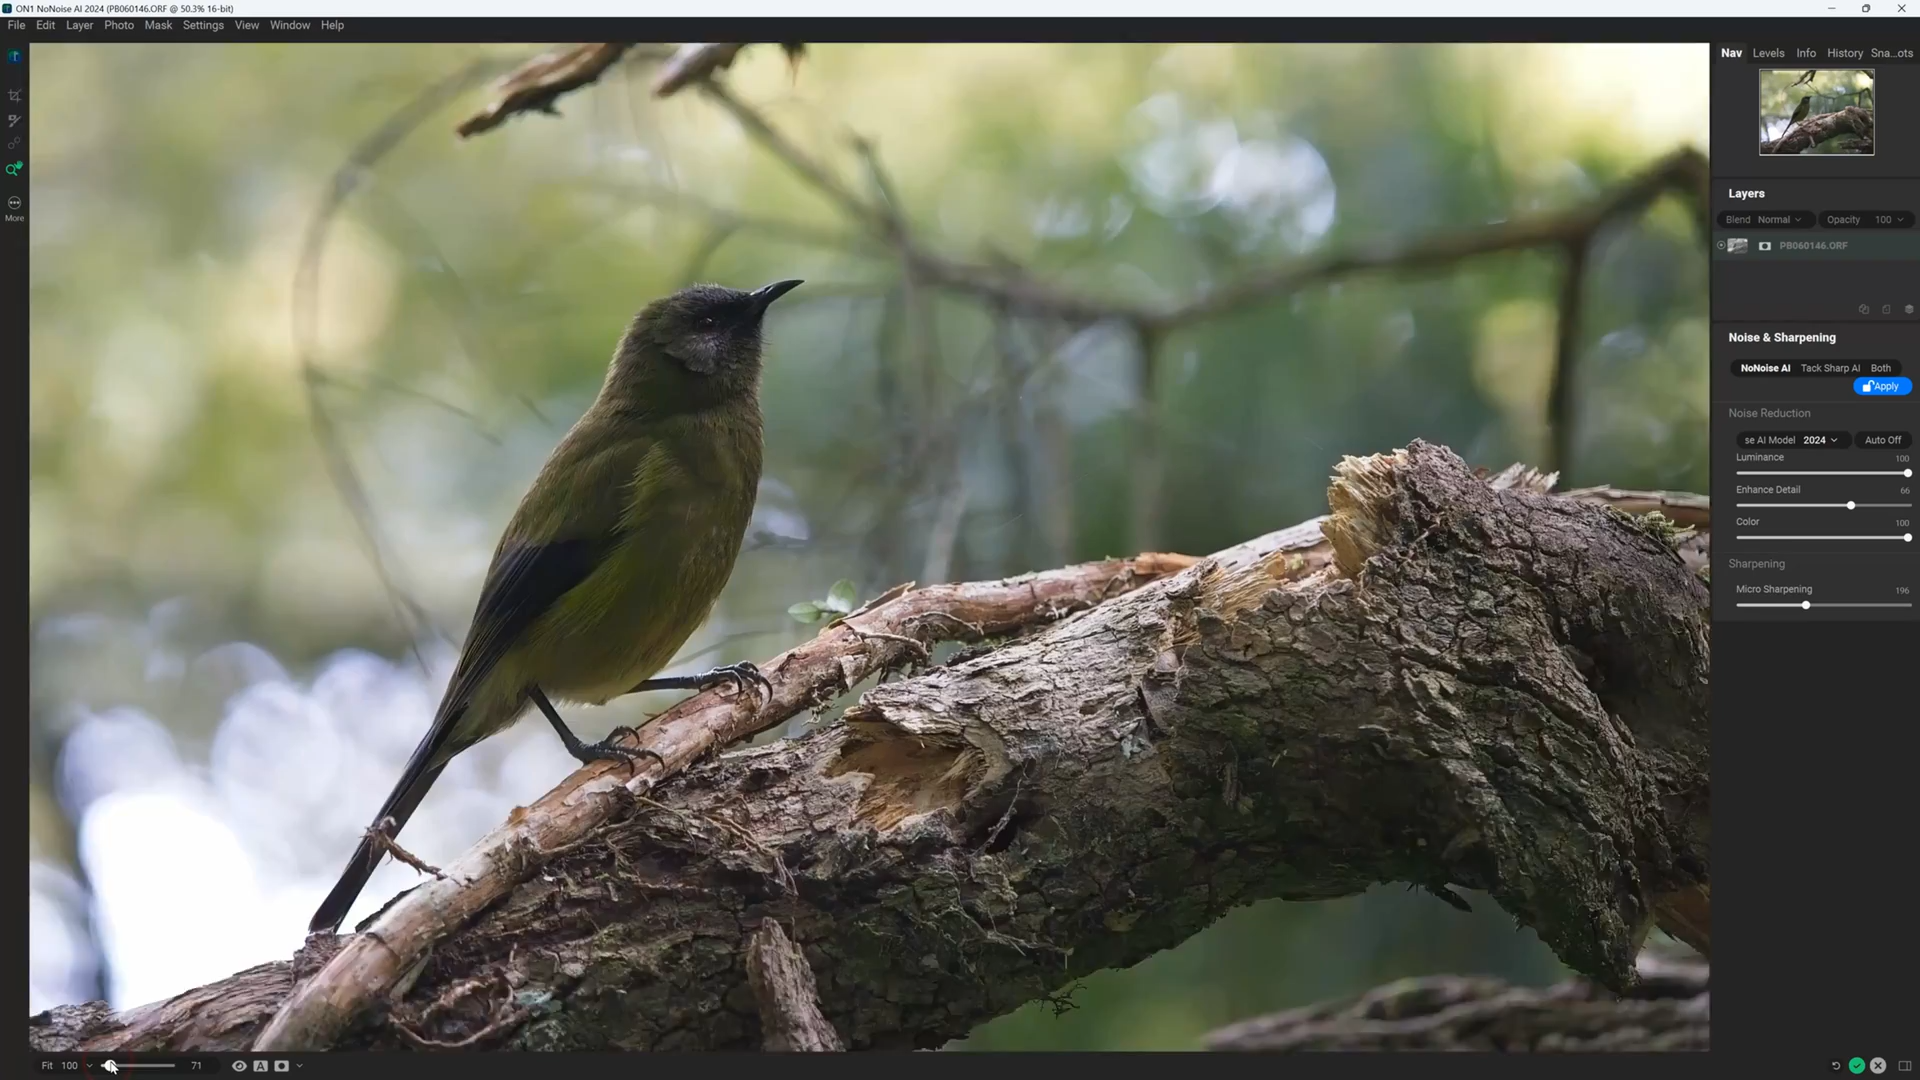 ON1 NoNoise AI 2024 (PB060146.ORF @ 50.3% 16-bit)
File Edit Layer Photo Mask Settings View Window Help
Nav Levels Info History Sna...ots
More
Layers
Blend Normal Opacity 100
PB060146.ORF
Noise & Sharpening
NoNoise AI Tack Sharp AI Both
Apply
Noise Reduction
se AI Model 2024 Auto Off
Luminance 100
Enhance Detail 66
Color 100
Sharpening
Micro Sharpening 196
Fit 100 71 A